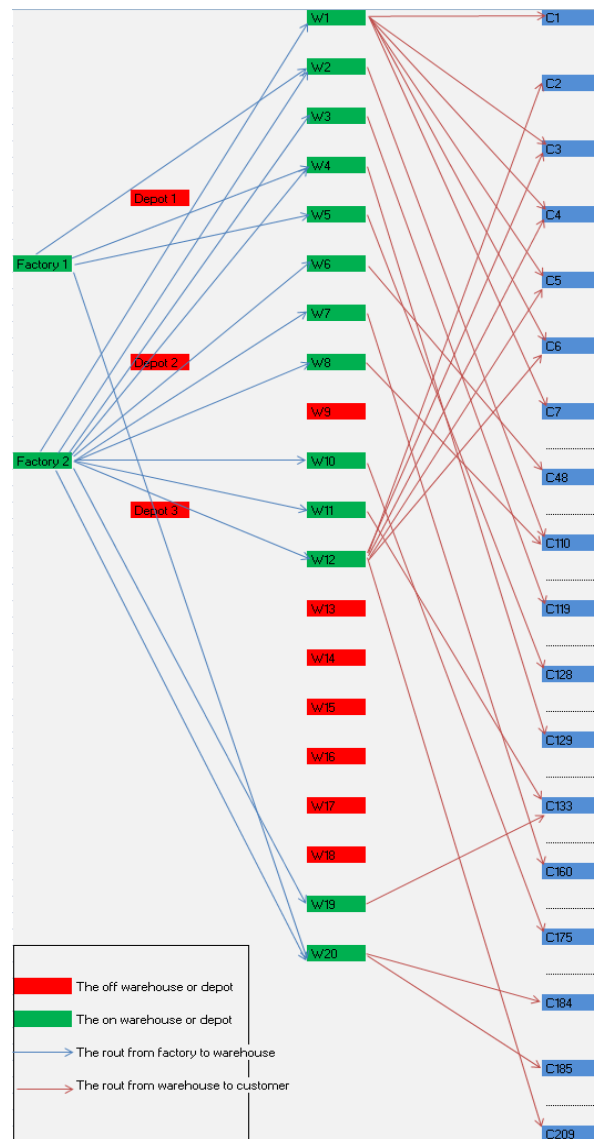 W1
C1
W2
C2
W3
C3
W4
Depot 1
W5
C4
Factory 1
W6
C5
W7
C6
Depot 2
W8
W9
C7
Factory 2
W10
C48
Depot 3
W11
C110
W12
W13
C119
W14
C128
W15
C129
W16
W17
C133
W18
C160
W19
C175
W20
The off warehouse or depot
C184
The on warehouse or depot
The rout from factory to warehouse
C185
The rout from warehouse to customer
C209